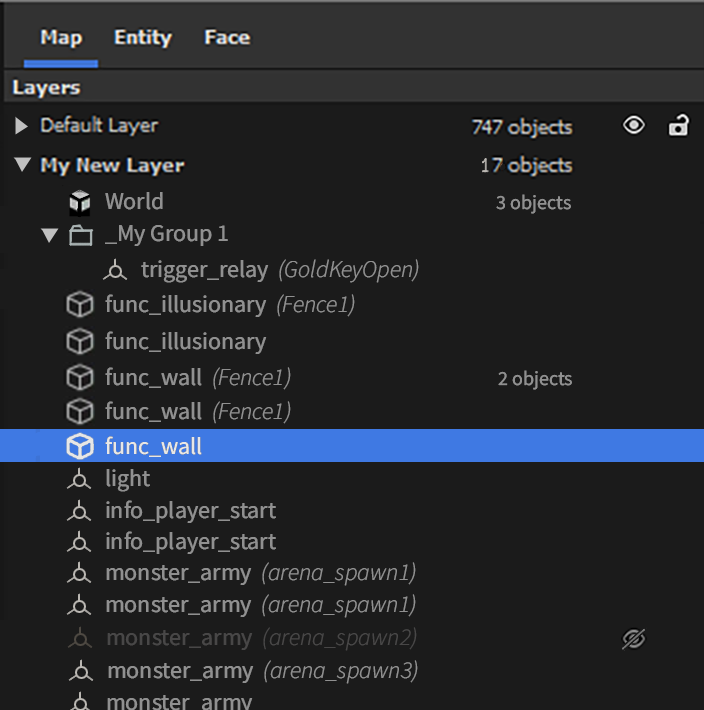 Map Entity Face
Layers
Default Layer 747 objects
My New Layer 17 objects
World 3 objects
_My Group 1
trigger_relay (GoldKeyOpen)
func_illusionary (Fence1)
func_illusionary
func_wall (Fence1) 2 objects
func_wall (Fence1)
func_wall
light
info_player_start
info_player_start
monster_army (arena_spawn1)
monster_army (arena_spawn1)
monster_army (arena_spawn2)
monster_army (arena_spawn3)
monster_army